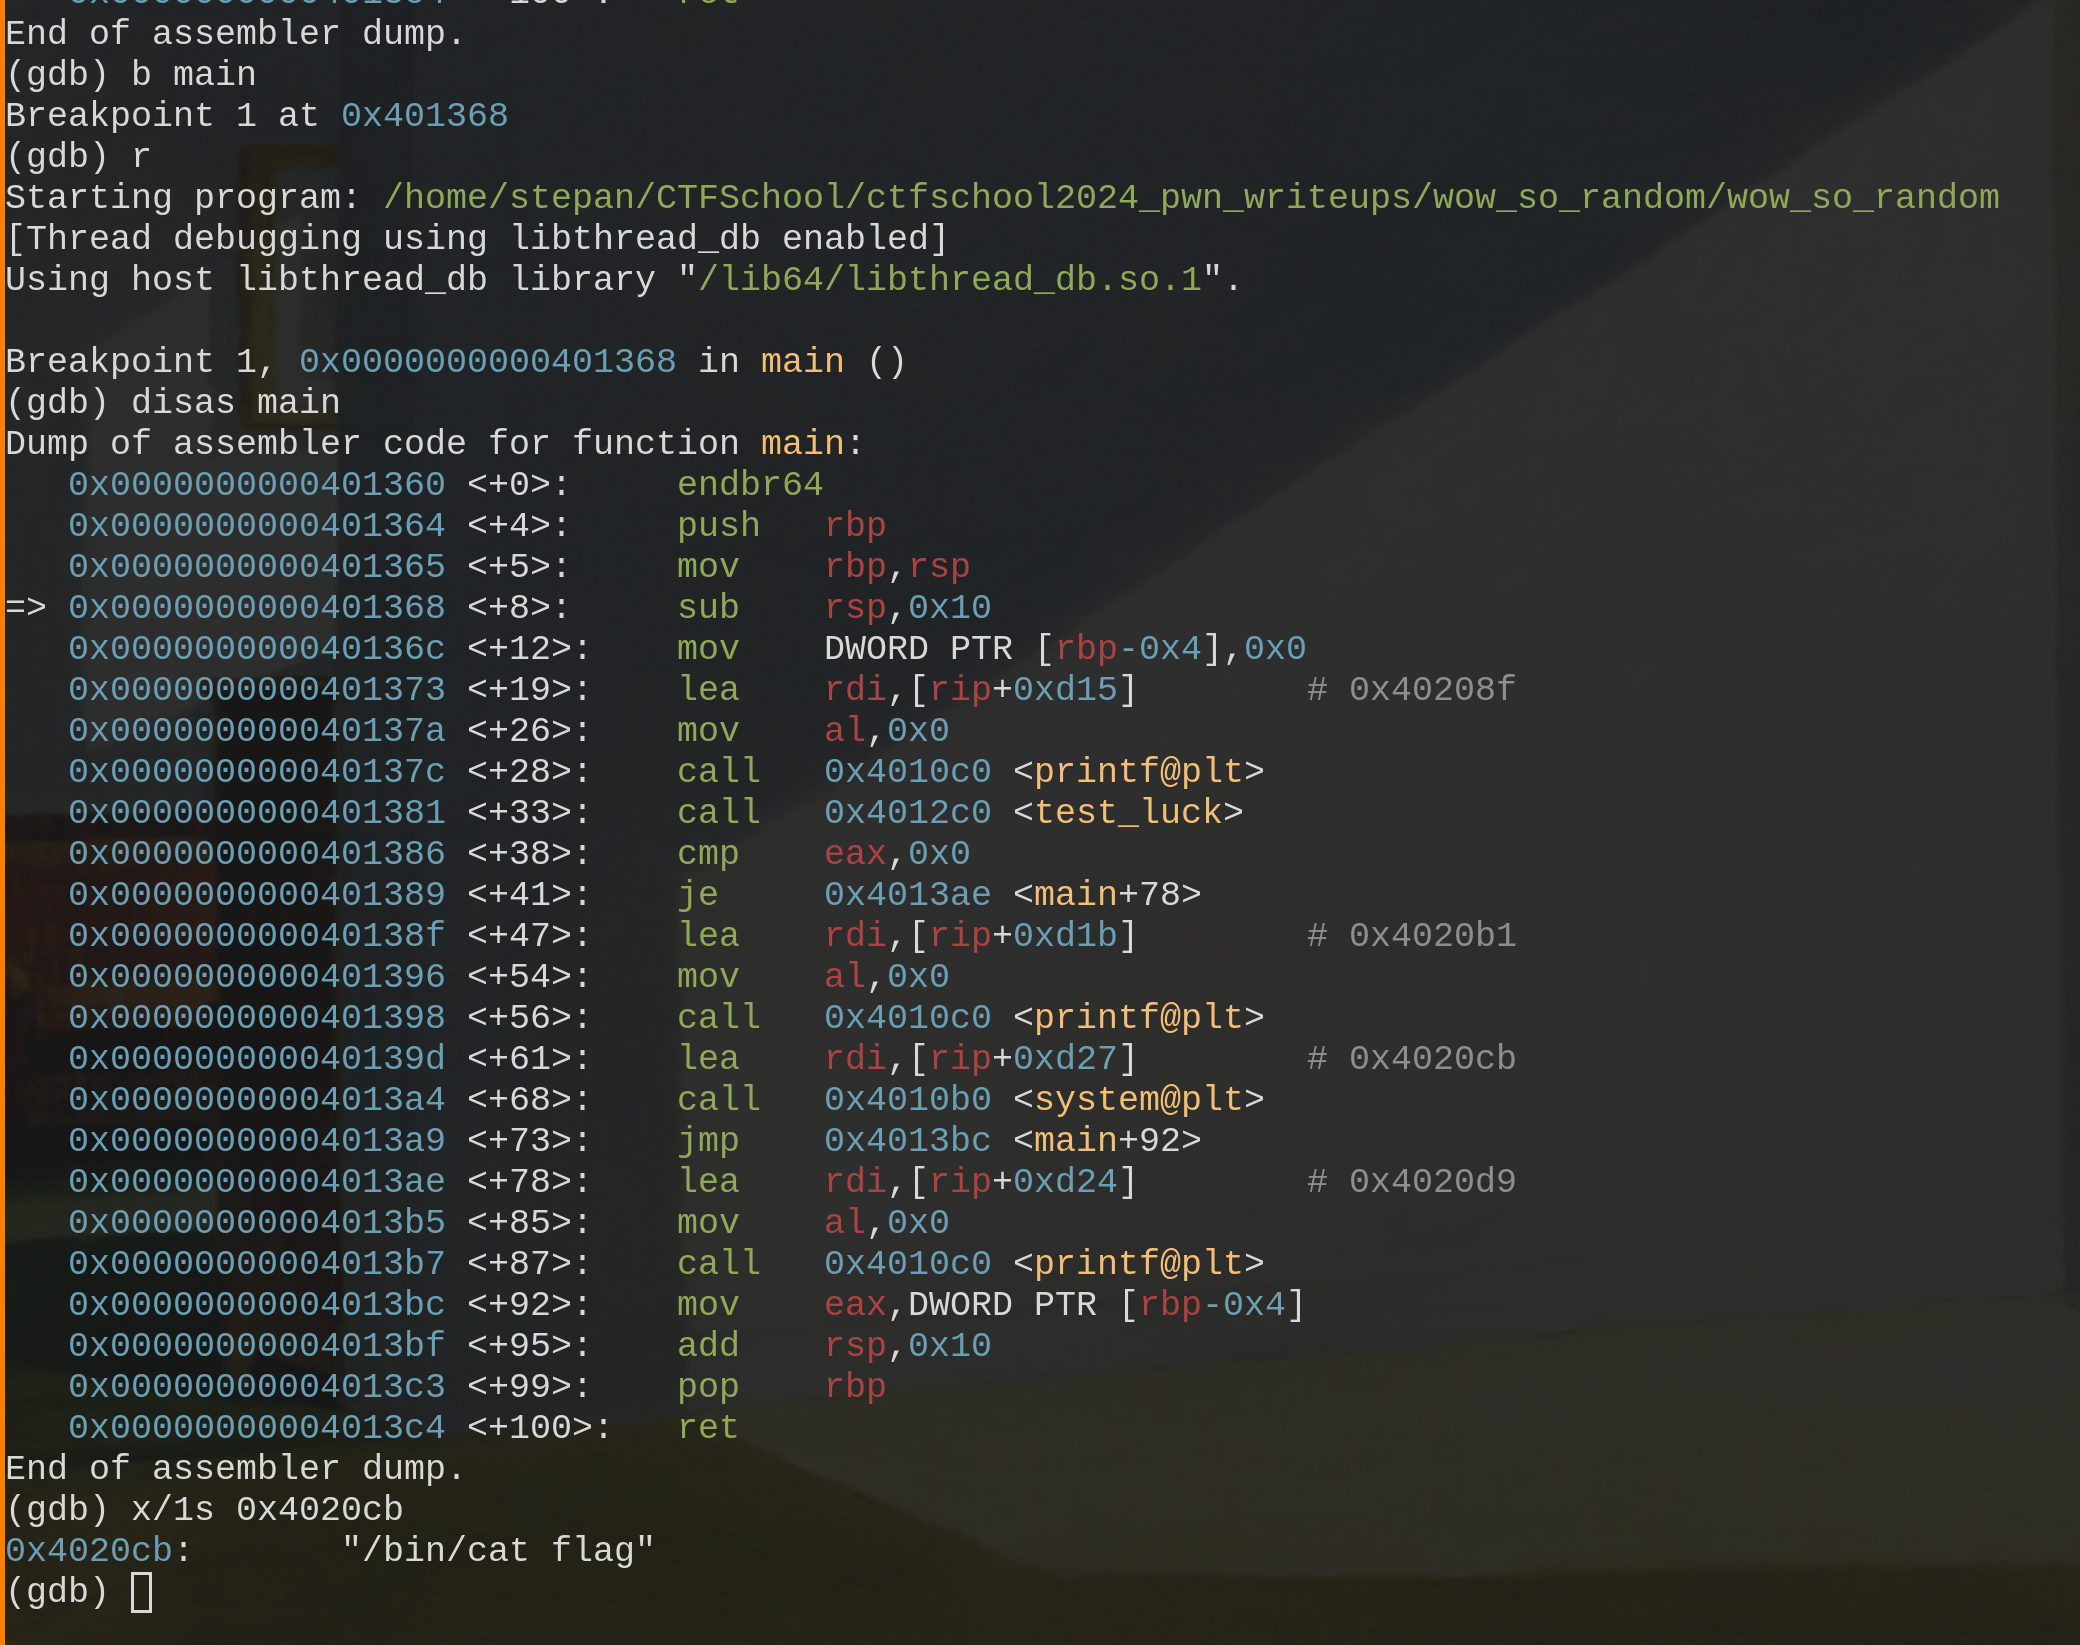 End of assembler dump.
(gdb) b main
Breakpoint 1 at 0x401368
(gdb) r
Starting program: /home/stepan/CTFSchool/ctfschool2024_pwn_writeups/wow_so_random/wow_so_random
[Thread debugging using libthread_db enabled]
Using host libthread_db library "/lib64/libthread_db.so.1".

Breakpoint 1, 0x0000000000401368 in main ()
(gdb) disas main
Dump of assembler code for function main:
   0x0000000000401360 <+0>:     endbr64
   0x0000000000401364 <+4>:     push   rbp
   0x0000000000401365 <+5>:     mov    rbp,rsp
=> 0x0000000000401368 <+8>:     sub    rsp,0x10
   0x000000000040136c <+12>:    mov    DWORD PTR [rbp-0x4],0x0
   0x0000000000401373 <+19>:    lea    rdi,[rip+0xd15]        # 0x40208f
   0x000000000040137a <+26>:    mov    al,0x0
   0x000000000040137c <+28>:    call   0x4010c0 <printf@plt>
   0x0000000000401381 <+33>:    call   0x4012c0 <test_luck>
   0x0000000000401386 <+38>:    cmp    eax,0x0
   0x0000000000401389 <+41>:    je     0x4013ae <main+78>
   0x000000000040138f <+47>:    lea    rdi,[rip+0xd1b]        # 0x4020b1
   0x0000000000401396 <+54>:    mov    al,0x0
   0x0000000000401398 <+56>:    call   0x4010c0 <printf@plt>
   0x000000000040139d <+61>:    lea    rdi,[rip+0xd27]        # 0x4020cb
   0x00000000004013a4 <+68>:    call   0x4010b0 <system@plt>
   0x00000000004013a9 <+73>:    jmp    0x4013bc <main+92>
   0x00000000004013ae <+78>:    lea    rdi,[rip+0xd24]        # 0x4020d9
   0x00000000004013b5 <+85>:    mov    al,0x0
   0x00000000004013b7 <+87>:    call   0x4010c0 <printf@plt>
   0x00000000004013bc <+92>:    mov    eax,DWORD PTR [rbp-0x4]
   0x00000000004013bf <+95>:    add    rsp,0x10
   0x00000000004013c3 <+99>:    pop    rbp
   0x00000000004013c4 <+100>:   ret
End of assembler dump.
(gdb) x/1s 0x4020cb
0x4020cb:       "/bin/cat flag"
(gdb)